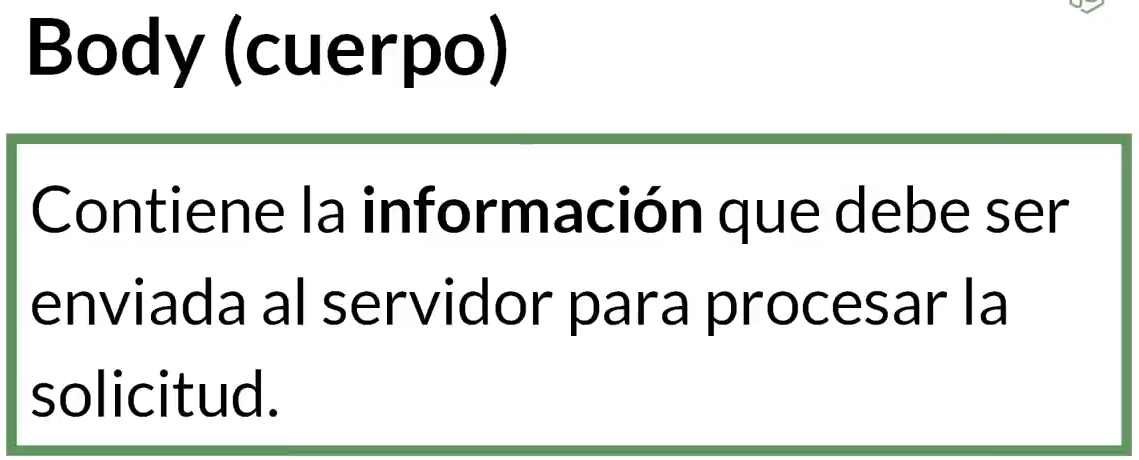 Body (cuerpo)
Contiene la información que debe ser
enviada al servidor para procesar la
solicitud.